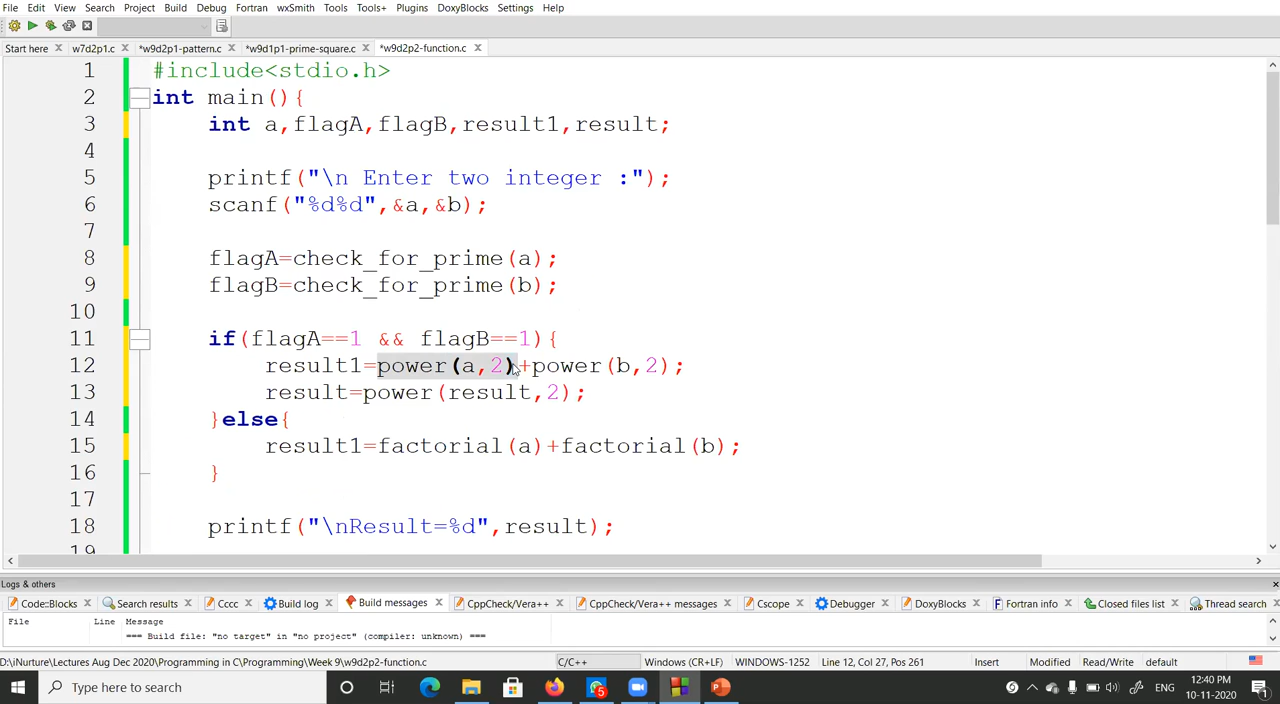 File Edit View Search Project Build Debug Fortran wxSmith Tools Tools+ Plugins DoxyBlocks Settings Help
Start here w7d2p1.c *w9d2p1-pattern.c *w9d1p1-prime-square.c *w9d2p2-function.c
1 #include<stdio.h>
2 int main(){
3 int a,flagA,flagB,result1,result;
4
5 printf("\n Enter two integer :");
6 scanf("%d%d",&a,&b);
7
8 flagA=check_for_prime(a);
9 flagB=check_for_prime(b);
10
11 if(flagA==1 && flagB==1){
12 result1=power(a,2)+power(b,2);
13 result=power(result,2);
14 }else{
15 result1=factorial(a)+factorial(b);
16 }
17
18 printf("\nResult=%d",result);
19
Logs & others
Code::Blocks Search results Cccc Build log Build messages CppCheck/Vera++ CppCheck/Vera++ messages Cscope Debugger DoxyBlocks Fortran info Closed files list Thread search
File Line Message
=== Build file: "no target" in "no project" (compiler: unknown) ===
D:\iNurture\Lectures Aug Dec 2020\Programming in C\Programming\Week 9\w9d2p2-function.c C/C++ Windows (CR+LF) WINDOWS-1252 Line 12, Col 27, Pos 261 Insert Modified Read/Write default
Type here to search 5 ENG 12:40 PM
10-11-2020 1